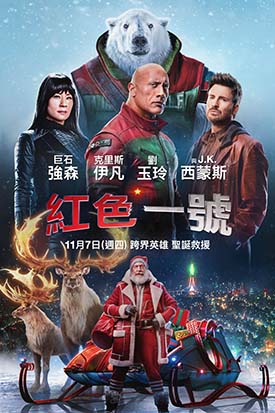 巨石 克里斯 劉 與J.K.
強森 伊凡 玉玲 西蒙斯
紅色一號
11月7日(週四) 跨界英雄 聖誕救援